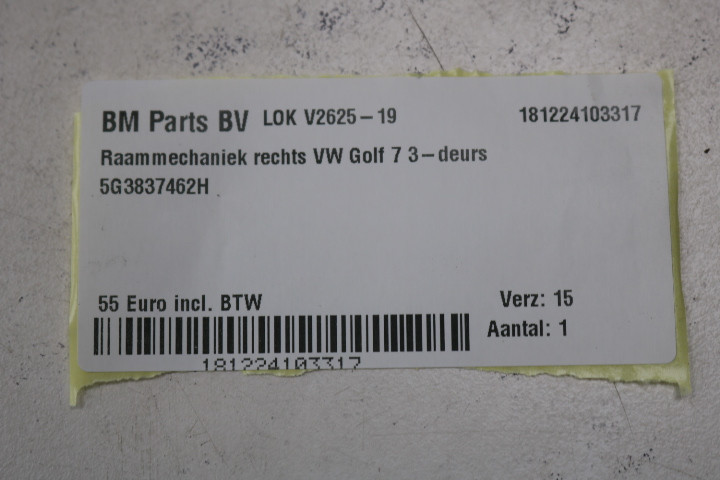 BM Parts BV LOK V2625-19 181224103317
Raammechaniek rechts VW Golf 7 3-deurs
5G3837462H
55 Euro incl. BTW Verz: 15
Aantal: 1
181224103317